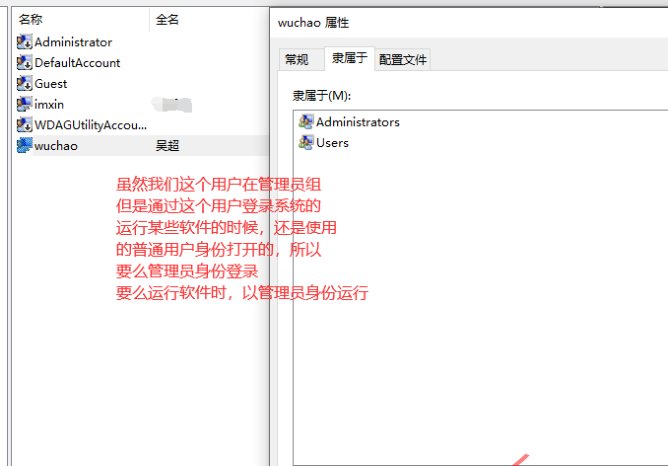 名称 全名
Administrator
DefaultAccount
Guest
imxin
WDAGUtilityAccou...
wuchao 吴超
wuchao 属性
常规 隶属于 配置文件
隶属于(M):
Administrators
Users
虽然我们这个用户在管理员组
但是通过这个用户登录系统的
运行某些软件的时候，还是使用
的普通用户身份打开的，所以
要么管理员身份登录
要么运行软件时，以管理员身份运行